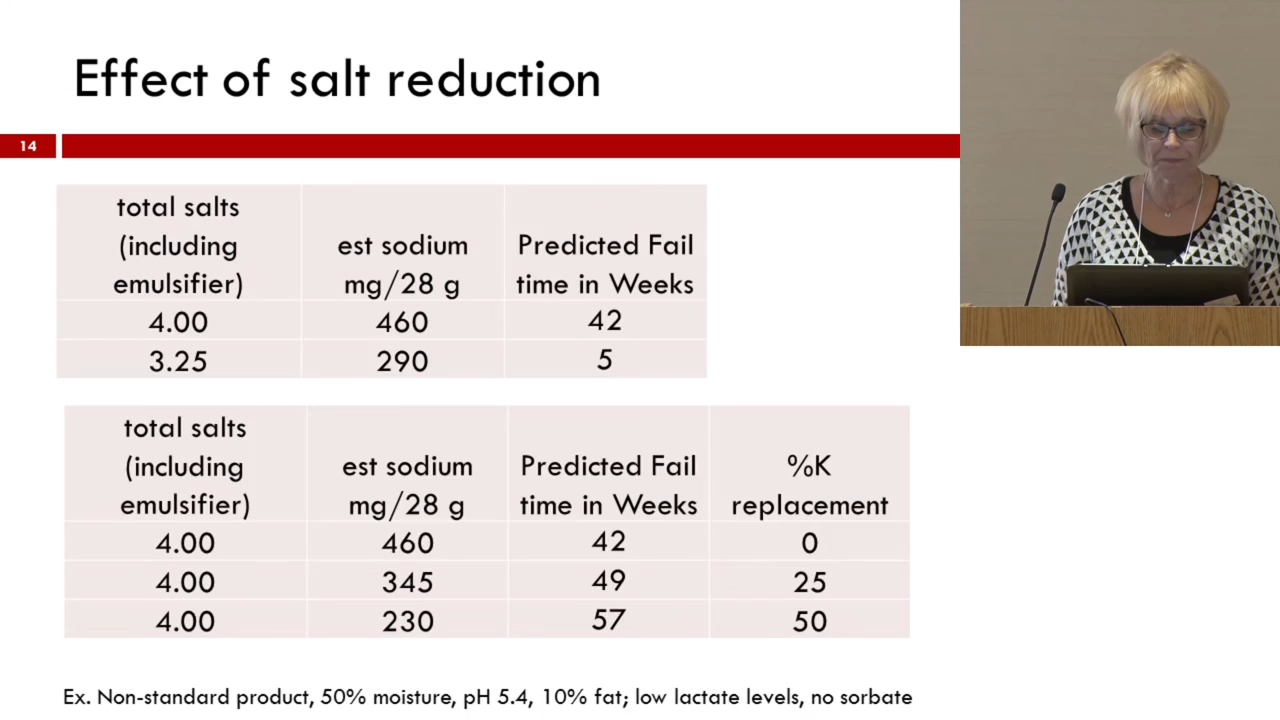 Effect of salt reduction
14
total salts
(including
emulsifier)
est sodium
mg/28 g
Predicted Fail
time in Weeks
4.00 460 42
3.25 290 5
total salts
(including
emulsifier)
est sodium
mg/28 g
Predicted Fail
time in Weeks
%K
replacement
4.00 460 42 0
4.00 345 49 25
4.00 230 57 50
Ex. Non-standard product, 50% moisture, pH 5.4, 10% fat; low lactate levels, no sorbate